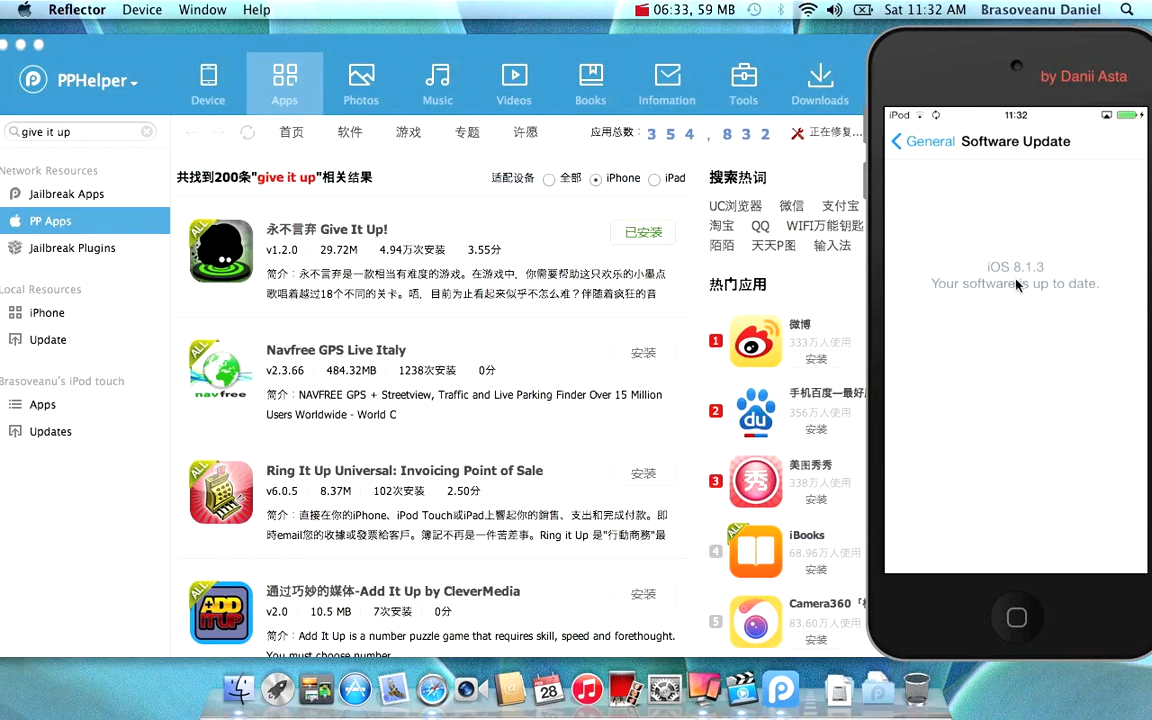 Reflector Device Window Help 06:33, 59 MB Sat 11:32 AM Brasoveanu Daniel
PPHelper
Device Apps Photos Music Videos Books Infomation Tools Downloads
by Danii Asta
give it up
首页 软件 游戏 专题 许愿 应用总数: 354,832 正在修复...
Network Resources
Jailbreak Apps
PP Apps
Jailbreak Plugins
Local Resources
iPhone
Update
Brasoveanu's iPod touch
Apps
Updates
共找到200条"give it up"相关结果 适配设备 全部 iPhone iPad
ALL
永不言弃 Give It Up!
v1.2.0 29.72M 4.94万次安装 3.55分
已安装
简介：永不言弃是一款相当有难度的游戏。在游戏中，你需要帮助这只欢乐的小墨点
歌唱着越过18个不同的关卡。唔，目前为止看起来似乎不怎么难？伴随着疯狂的音
ALL
navfree
Navfree GPS Live Italy
v2.3.66 484.32MB 1238次安装 0分
安装
简介：NAVFREE GPS + Streetview, Traffic and Live Parking Finder Over 15 Million
Users Worldwide - World C
ALL
Ring It Up Universal: Invoicing Point of Sale
v6.0.5 8.37M 102次安装 2.50分
安装
简介：直接在你的iPhone、iPod Touch或iPad上響起你的銷售、支出和完成付款。即
時email您的收據或發票給客戶。簿記不再是一件苦差事。Ring it Up 是"行動商務"最
ALL
ADD IT UP
通过巧妙的媒体-Add It Up by CleverMedia
v2.0 10.5 MB 7次安装 0分
安装
简介：Add It Up is a number puzzle game that requires skill, speed and forethought.
You must choose number
搜索热词
UC浏览器 微信 支付宝
淘宝 QQ WIFI万能钥匙
陌陌 天天P图 输入法
热门应用
1
微博
333万人使用
安装
2
du
手机百度—最好
356万人使用
安装
3
秀
美图秀秀
338万人使用
安装
4
ALL
iBooks
68.96万人使用
安装
5
Camera360「
83.60万人使用
安装
iPod 11:32
General Software Update
iOS 8.1.3
Your software is up to date.
FEB
28